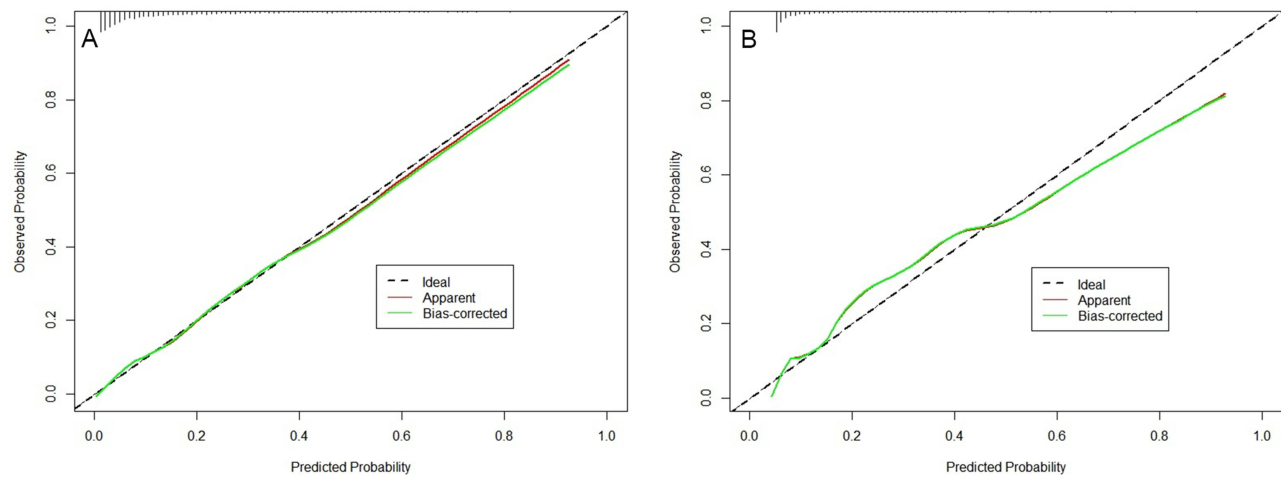 A
Observed Probability
1.0
0.8
0.6
0.4
0.2
0.0
Ideal
Apparent
Bias-corrected
0.0 0.2 0.4 0.6 0.8 1.0
Predicted Probability
B
Observed Probability
1.0
0.8
0.6
0.4
0.2
0.0
Ideal
Apparent
Bias-corrected
0.0 0.2 0.4 0.6 0.8 1.0
Predicted Probability